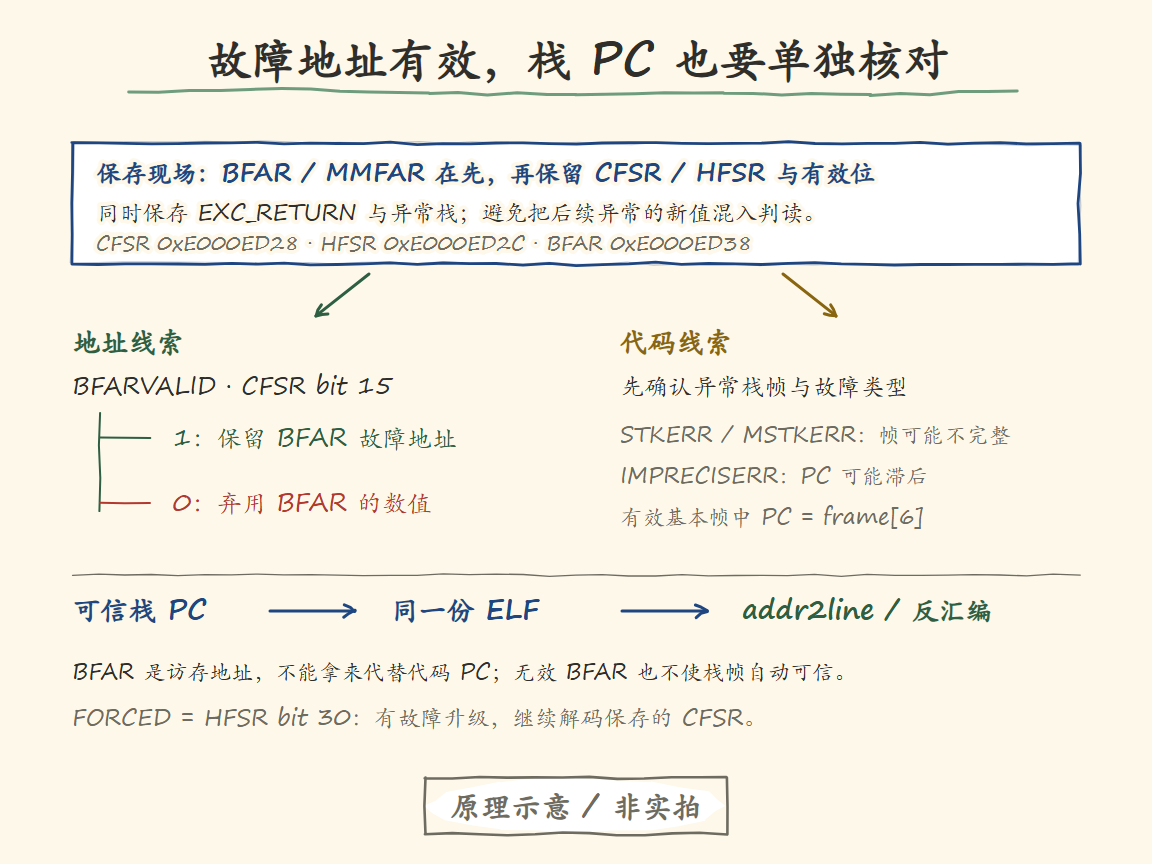 故障地址有效，栈 PC 也要单独核对
保存现场：BFAR / MMFAR 在先，再保留 CFSR / HFSR 与有效位
同时保存 EXC_RETURN 与异常栈；避免把后续异常的新值混入判读。
CFSR 0xE000ED28 · HFSR 0xE000ED2C · BFAR 0xE000ED38
地址线索
BFARVALID · CFSR bit 15
1：保留 BFAR 故障地址
0：弃用 BFAR 的数值
代码线索
先确认异常栈帧与故障类型
STKERR / MSTKERR：帧可能不完整
IMPRECISERR：PC 可能滞后
有效基本帧中 PC = frame[6]
可信栈 PC
同一份 ELF
addr2line / 反汇编
BFAR 是访存地址，不能拿来代替代码 PC；无效 BFAR 也不使栈帧自动可信。
FORCED = HFSR bit 30：有故障升级，继续解码保存的 CFSR。
原理示意 / 非实拍